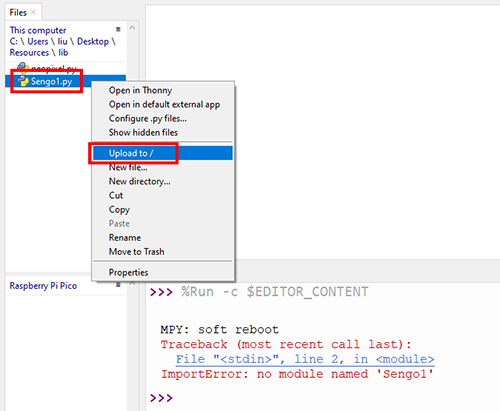 Files ×
This computer
C: \ Users \ liu \ Desktop \
Resources \ lib
neopixel.py
Sengo1.py
Open in Thonny
Open in default external app
Configure .py files...
Show hidden files
Upload to /
New file...
New directory...
Cut
Copy
Paste
Rename
Move to Trash
Properties
Raspberry Pi Pico
>>> %Run -c $EDITOR_CONTENT
MPY: soft reboot
Traceback (most recent call last):
File "<stdin>", line 2, in <module>
ImportError: no module named 'Sengo1'
>>>